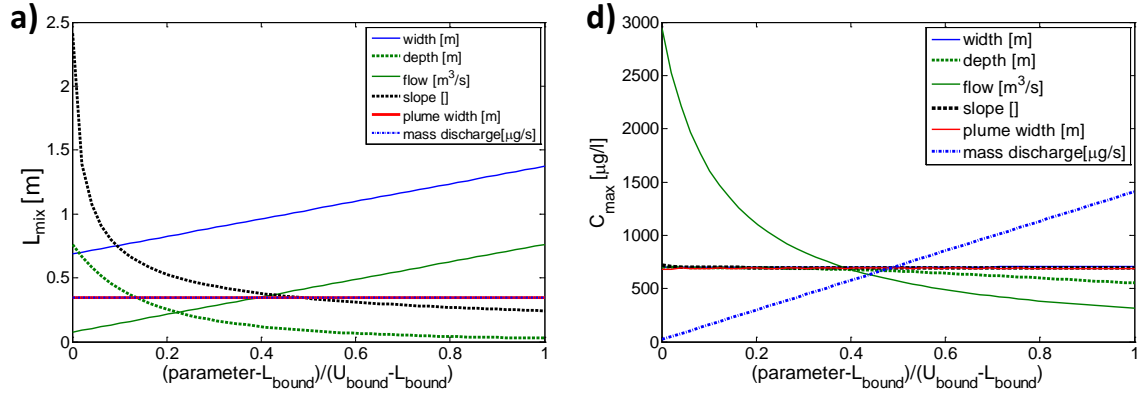 a)
2.5
2
1.5
1
0.5
0
L_mix [m]
width [m]
depth [m]
flow [m³/s]
slope []
plume width [m]
mass discharge[μg/s]
0 0.2 0.4 0.6 0.8 1
(parameter-L_bound)/(U_bound-L_bound)
d)
3000
2500
2000
1500
1000
500
0
C_max [μg/l]
width [m]
depth [m]
flow [m³/s]
slope []
plume width [m]
mass discharge[μg/s]
0 0.2 0.4 0.6 0.8 1
(parameter-L_bound)/(U_bound-L_bound)